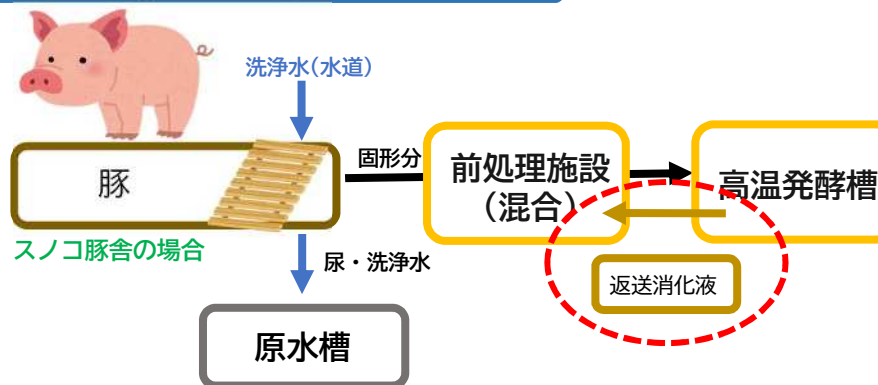 洗浄水(水道)
豚
固形分
前処理施設
(混合)
高温発酵槽
スノコ豚舎の場合
尿・洗浄水
返送消化液
原水槽